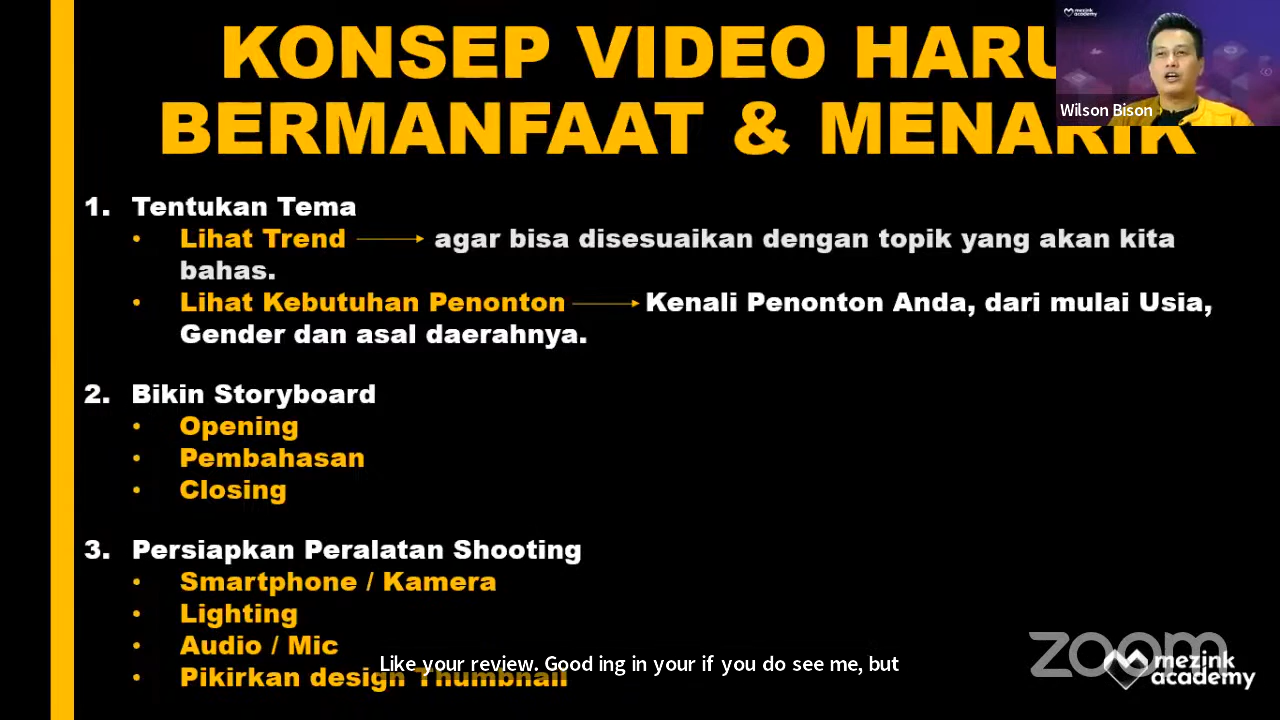 KONSEP VIDEO HARU
BERMANFAAT & MENARIK
mezink
academy
Wilson Bison
1. Tentukan Tema
• Lihat Trend → agar bisa disesuaikan dengan topik yang akan kita
bahas.
• Lihat Kebutuhan Penonton → Kenali Penonton Anda, dari mulai Usia,
Gender dan asal daerahnya.
2. Bikin Storyboard
• Opening
• Pembahasan
• Closing
3. Persiapkan Peralatan Shooting
• Smartphone / Kamera
• Lighting
• Audio / Mic
Like your review. Good ing in your if you do see me, but
• Pikirkan design Thumbnail
zoom
mezink
academy